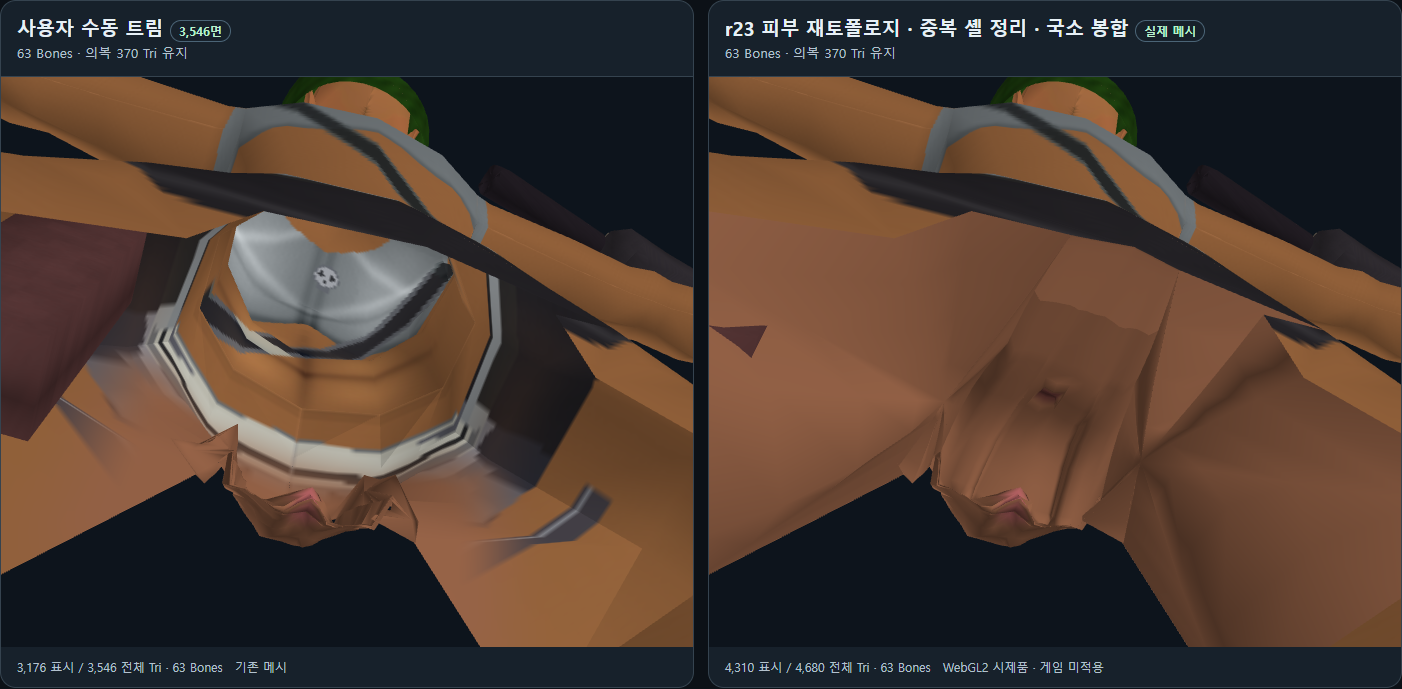 사용자 수동 트림 3,546면
63 Bones · 의복 370 Tri 유지
3,176 표시 / 3,546 전체 Tri · 63 Bones 기존 메시
r23 피부 재토폴로지 · 중복 셸 정리 · 국소 봉합 실제 메시
63 Bones · 의복 370 Tri 유지
4,310 표시 / 4,680 전체 Tri · 63 Bones WebGL2 시제품 · 게임 미적용